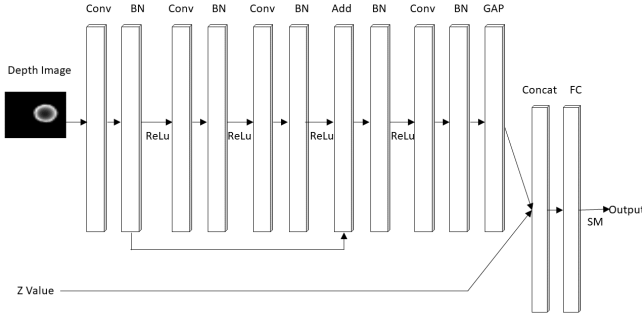 Conv BN Conv BN Conv BN Add BN Conv BN GAP
Depth Image
Concat FC
ReLu ReLu ReLu ReLu
Output
SM
Z Value